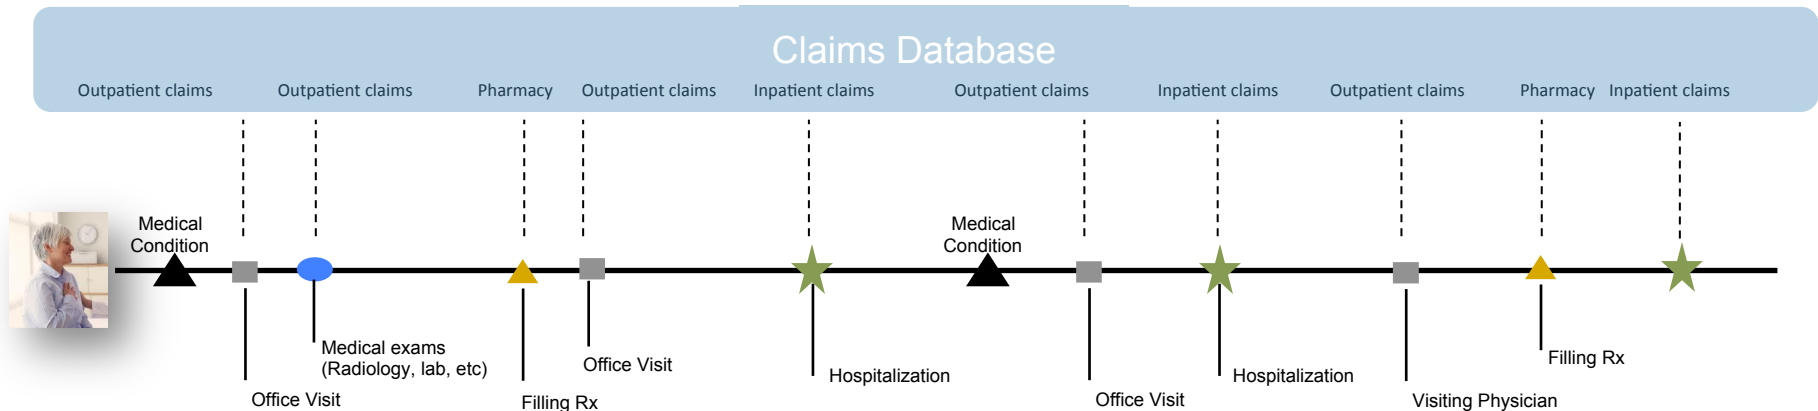 Claims Database
Outpatient claims
Outpatient claims
Pharmacy
Outpatient claims
Inpatient claims
Outpatient claims
Inpatient claims
Outpatient claims
Pharmacy
Inpatient claims
Medical
Condition
Medical
Condition
Office Visit
Medical exams
(Radiology, lab, etc)
Filling Rx
Office Visit
Hospitalization
Office Visit
Hospitalization
Visiting Physician
Filling Rx